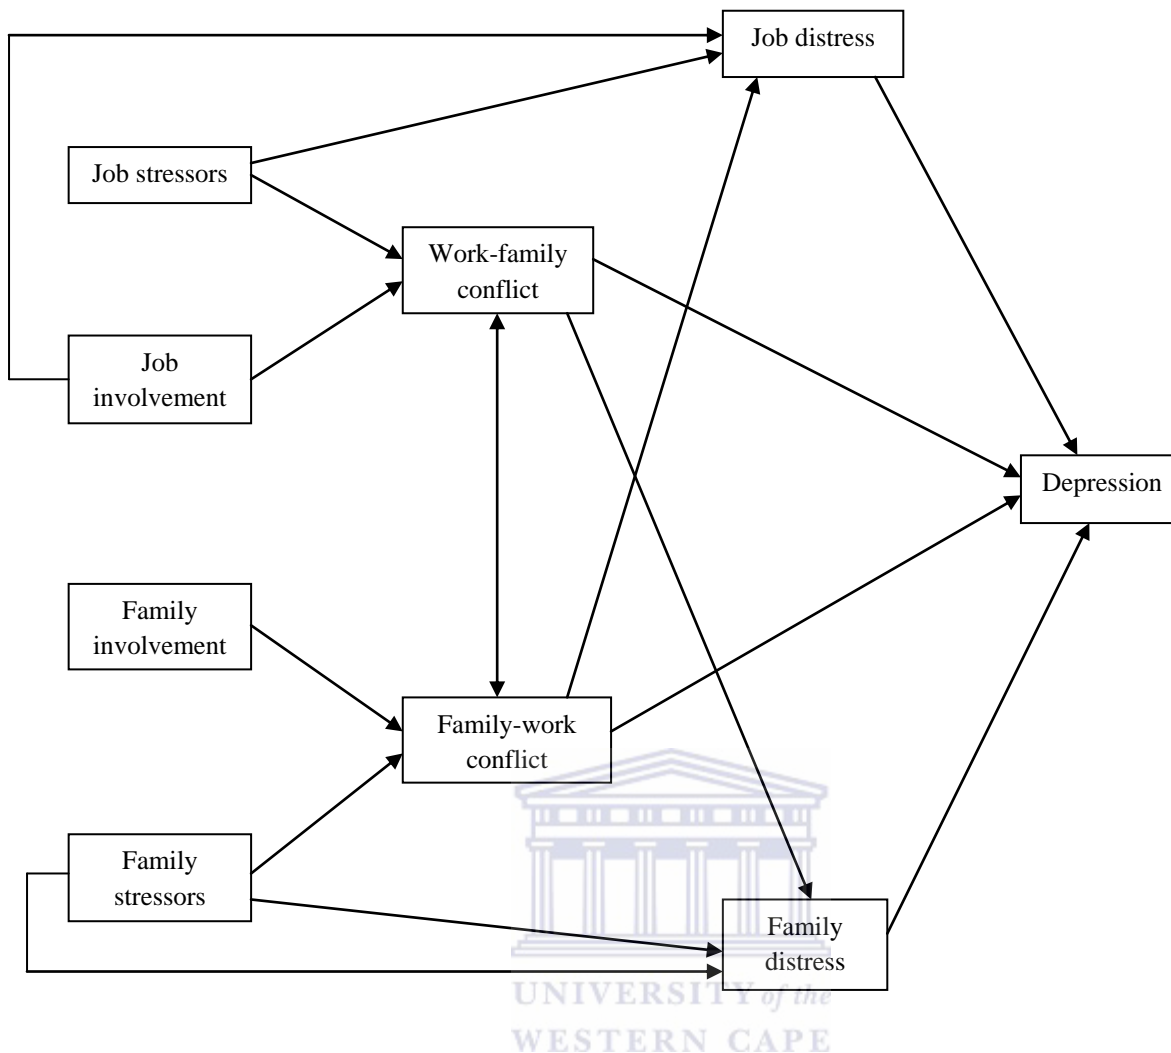 Job distress
Job stressors
Work-family
conflict
Job
involvement
Depression
Family
involvement
Family-work
conflict
Family
stressors
Family
distress
UNIVERSITY of the
WESTERN CAPE